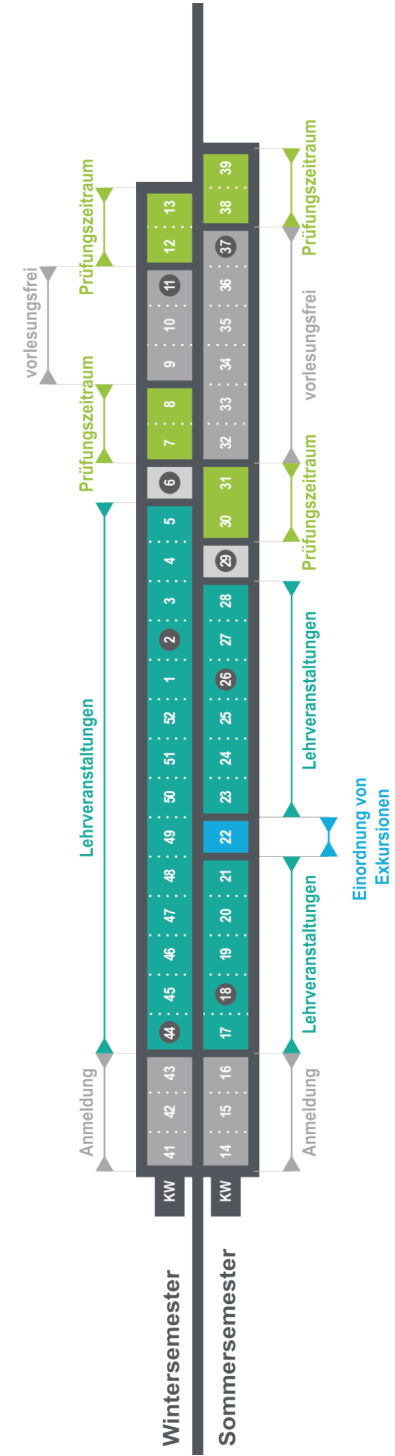 Anmeldung
Lehrveranstaltungen
Prüfungszeitraum
vorlesungsfrei
Prüfungszeitraum
Wintersemester
KW 41 42 43 44 45 46 47 48 49 50 51 52 1 2 3 4 5 6 7 8 9 10 11 12 13
Sommersemester
KW 14 15 16 17 18 19 20 21 22 23 24 25 26 27 28 29 30 31 32 33 34 35 36 37 38 39
Anmeldung
Lehrveranstaltungen
Einordnung von
Exkursionen
Lehrveranstaltungen
Prüfungszeitraum
vorlesungsfrei
Prüfungszeitraum